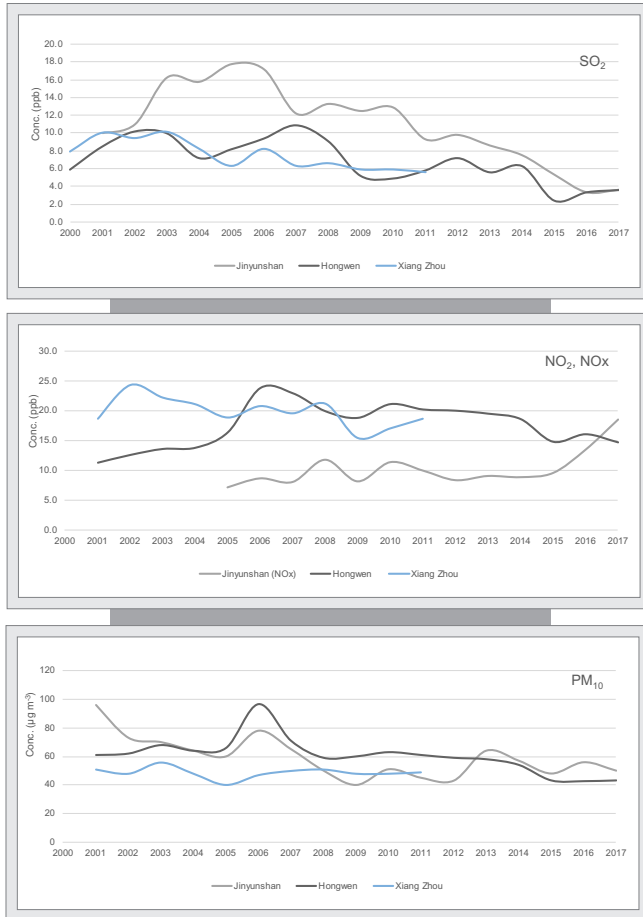 SO₂
Conc. (ppb)
20.0
18.0
16.0
14.0
12.0
10.0
8.0
6.0
4.0
2.0
0.0
2000 2001 2002 2003 2004 2005 2006 2007 2008 2009 2010 2011 2012 2013 2014 2015 2016 2017
Jinyunshan Hongwen Xiang Zhou
NO₂, NOx
Conc. (ppb)
30.0
25.0
20.0
15.0
10.0
5.0
0.0
2000 2001 2002 2003 2004 2005 2006 2007 2008 2009 2010 2011 2012 2013 2014 2015 2016 2017
Jinyunshan (NOx) Hongwen Xiang Zhou
PM₁₀
Conc. (µg m⁻³)
120
100
80
60
40
20
0
2000 2001 2002 2003 2004 2005 2006 2007 2008 2009 2010 2011 2012 2013 2014 2015 2016 2017
Jinyunshan Hongwen Xiang Zhou